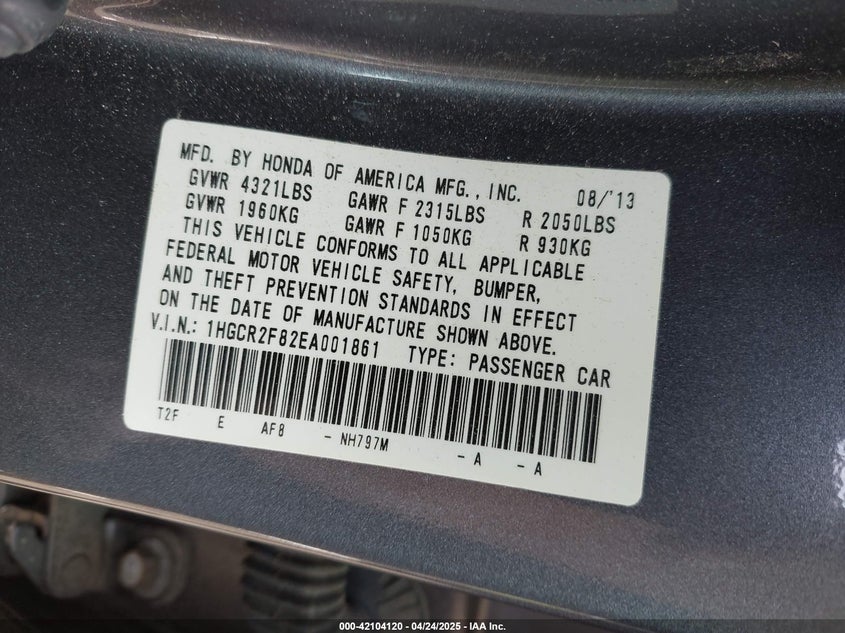 MFD. BY HONDA OF AMERICA MFG., INC. 08/'13
GVWR 4321LBS GAWR F 2315LBS R 2050LBS
GVWR 1960KG GAWR F 1050KG R 930KG
THIS VEHICLE CONFORMS TO ALL APPLICABLE
FEDERAL MOTOR VEHICLE SAFETY, BUMPER,
AND THEFT PREVENTION STANDARDS IN EFFECT
ON THE DATE OF MANUFACTURE SHOWN ABOVE.
V.I.N.: 1HGCR2F82EA001861 TYPE: PASSENGER CAR
T2F E AF8 - NH797M - A - A
000-42104120 - 04/24/2025 - IAA Inc.